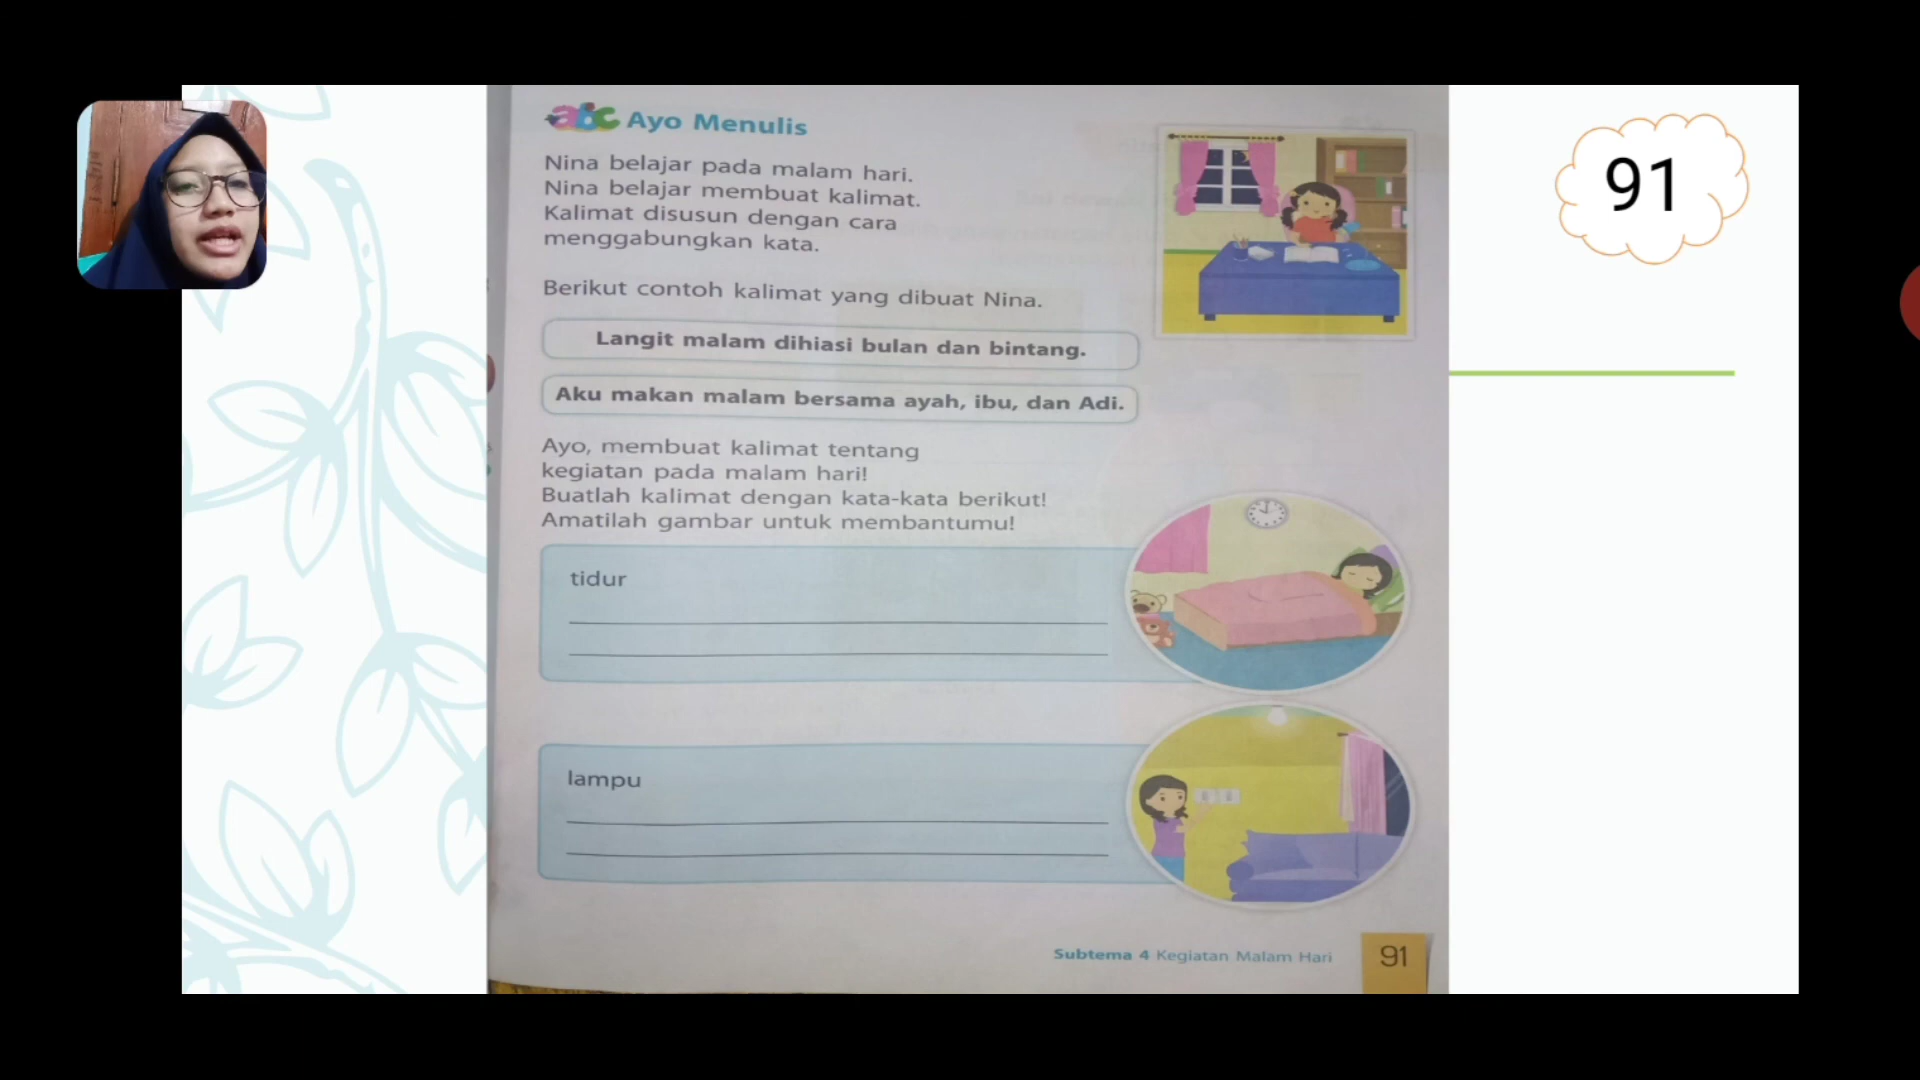 abc Ayo Menulis
Nina belajar pada malam hari.
Nina belajar membuat kalimat.
Kalimat disusun dengan cara
menggabungkan kata.
Berikut contoh kalimat yang dibuat Nina.
Langit malam dihiasi bulan dan bintang.
Aku makan malam bersama ayah, ibu, dan Adi.
Ayo, membuat kalimat tentang
kegiatan pada malam hari!
Buatlah kalimat dengan kata-kata berikut!
Amatilah gambar untuk membantumu!
tidur
lampu
Subtema 4 Kegiatan Malam Hari
91
91